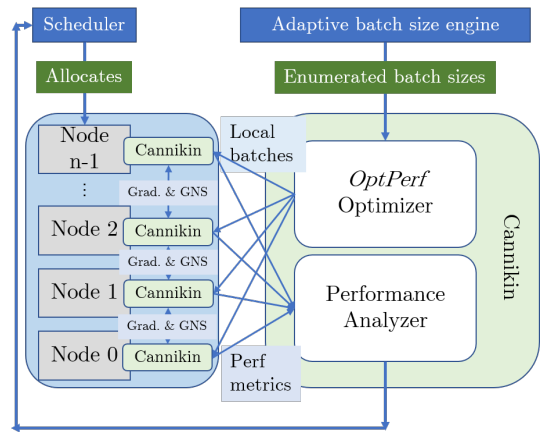 Scheduler
Adaptive batch size engine
Allocates
Enumerated batch sizes
Node
n-1
Cannikin
Local
batches
Grad. & GNS
⋮
OptPerf
Optimizer
Node 2
Cannikin
Cannikin
Grad. & GNS
Node 1
Cannikin
Performance
Analyzer
Grad. & GNS
Node 0
Cannikin
Perf
metrics